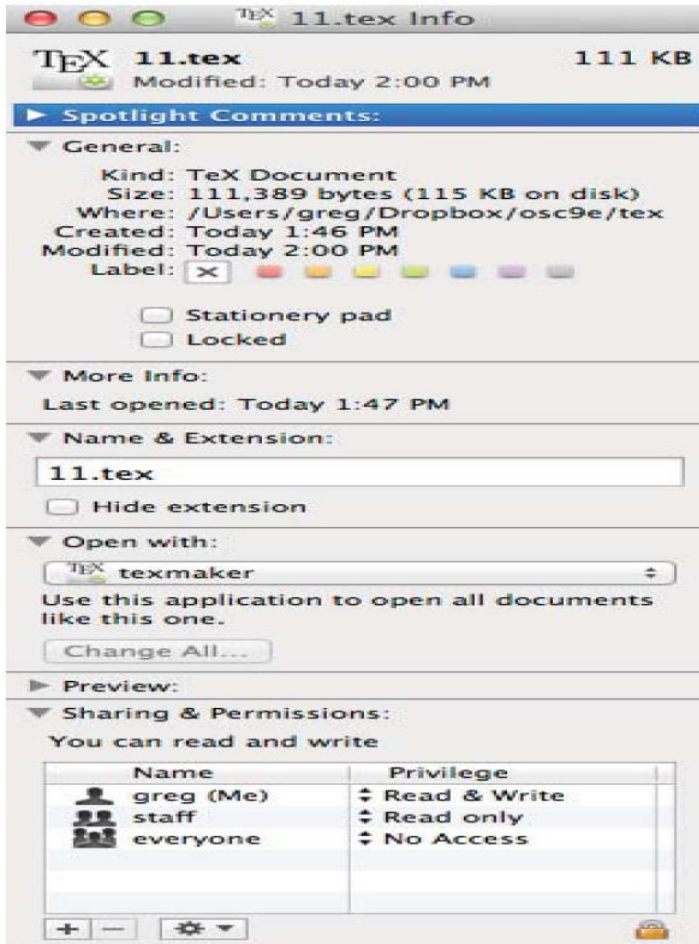 TEX 11.tex Info
TEX 11.tex 111 KB
Modified: Today 2:00 PM
Spotlight Comments:
General:
Kind: TeX Document
Size: 111,389 bytes (115 KB on disk)
Where: /Users/greg/Dropbox/osc9e/tex
Created: Today 1:46 PM
Modified: Today 2:00 PM
Label:
Stationery pad
Locked
More Info:
Last opened: Today 1:47 PM
Name & Extension:
11.tex
Hide extension
Open with:
TEX texmaker
Use this application to open all documents
like this one.
Change All...
Preview:
Sharing & Permissions:
You can read and write
Name Privilege
greg (Me) Read & Write
staff Read only
everyone No Access